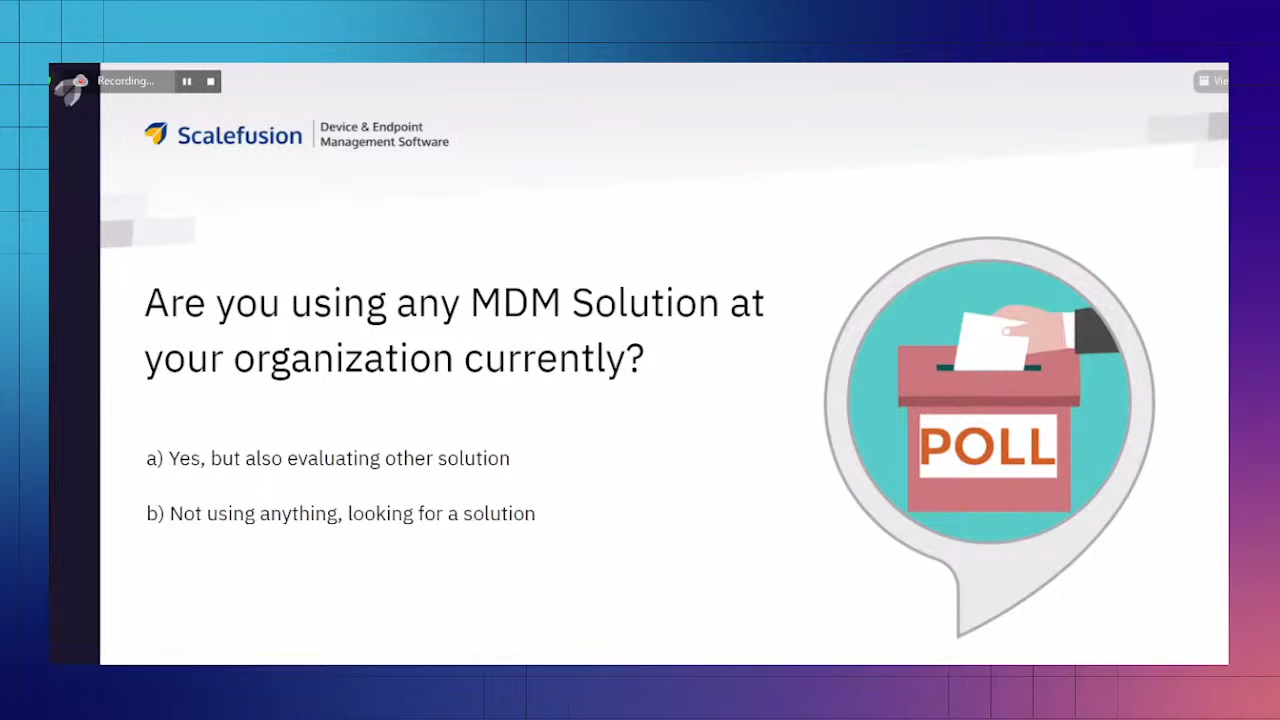 Recording...
Vie
Scalefusion
Device & Endpoint
Management Software
Are you using any MDM Solution at
your organization currently?
a) Yes, but also evaluating other solution
b) Not using anything, looking for a solution
POLL